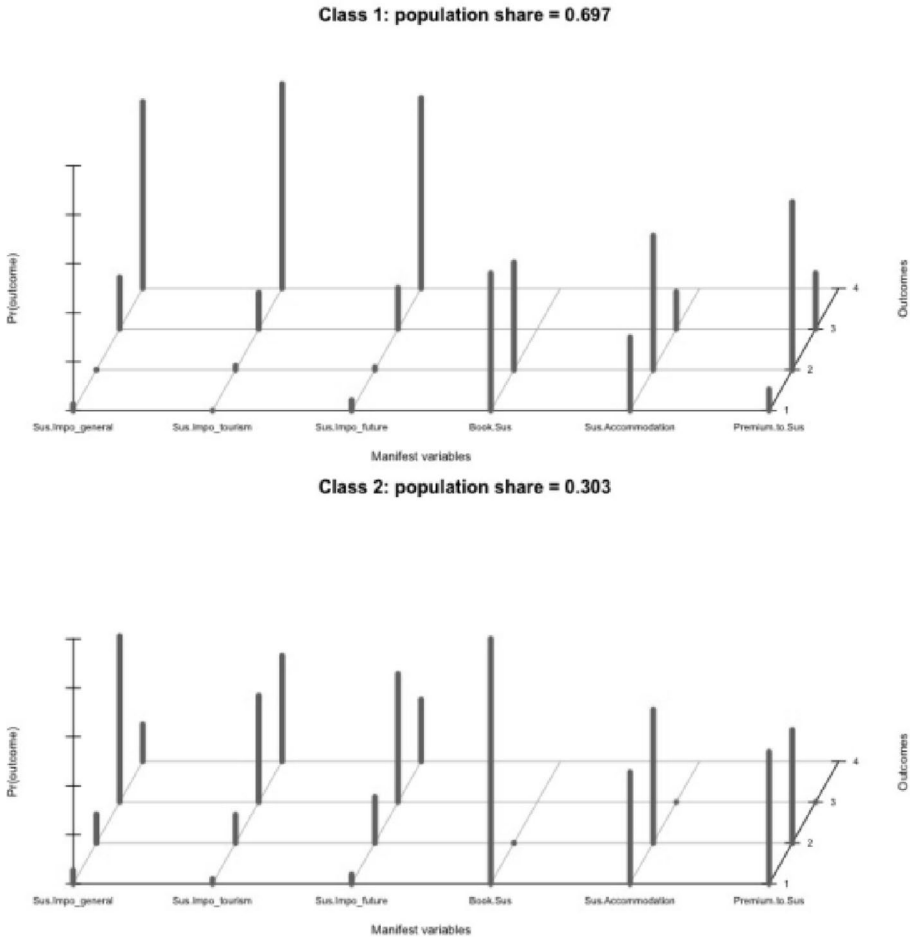 Class 1: population share = 0.697
Pr(outcome)
Outcomes
4
3
2
1
Sus.Impo_general Sus.Impo_tourism Sus.Impo_future Book.Sus Sus.Accommodation Premium.to.Sus
Manifest variables
Class 2: population share = 0.303
Pr(outcome)
Outcomes
4
3
2
1
Sus.Impo_general Sus.Impo_tourism Sus.Impo_future Book.Sus Sus.Accommodation Premium.to.Sus
Manifest variables